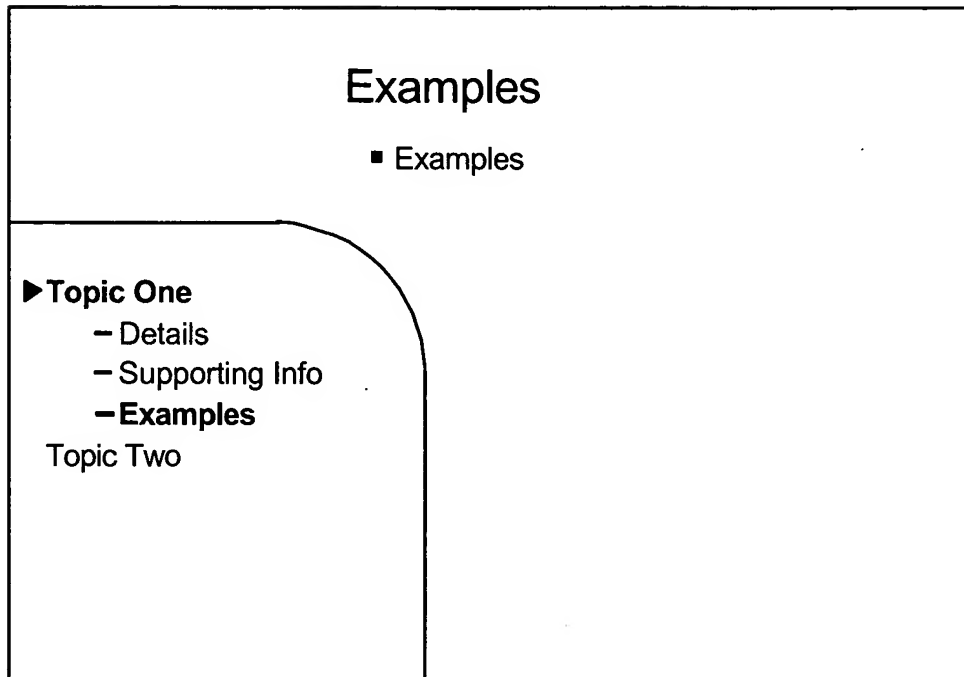 Examples
▪ Examples
▶Topic One
– Details
– Supporting Info
– Examples
Topic Two